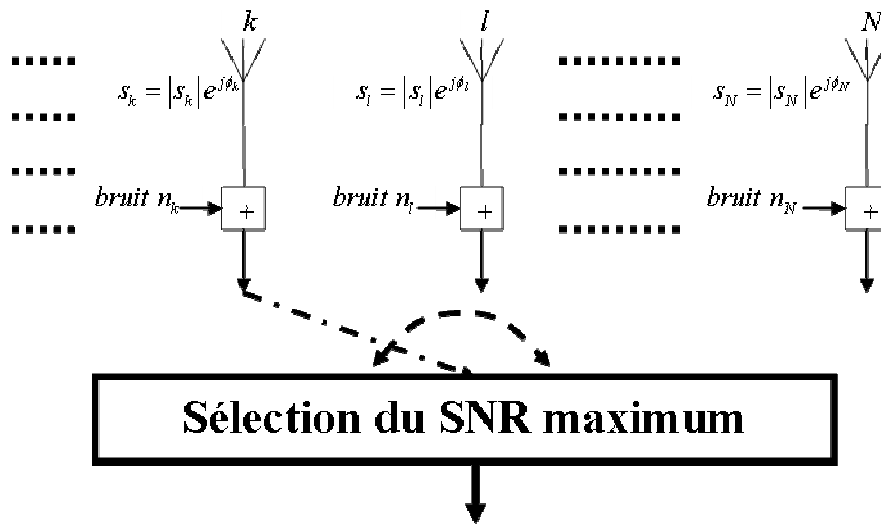 k l N
s_k = |s_k| e^{jϕ_k} s_l = |s_l| e^{jϕ_l} s_N = |s_N| e^{jϕ_N}
bruit n_k + bruit n_l + bruit n_N +
Sélection du SNR maximum